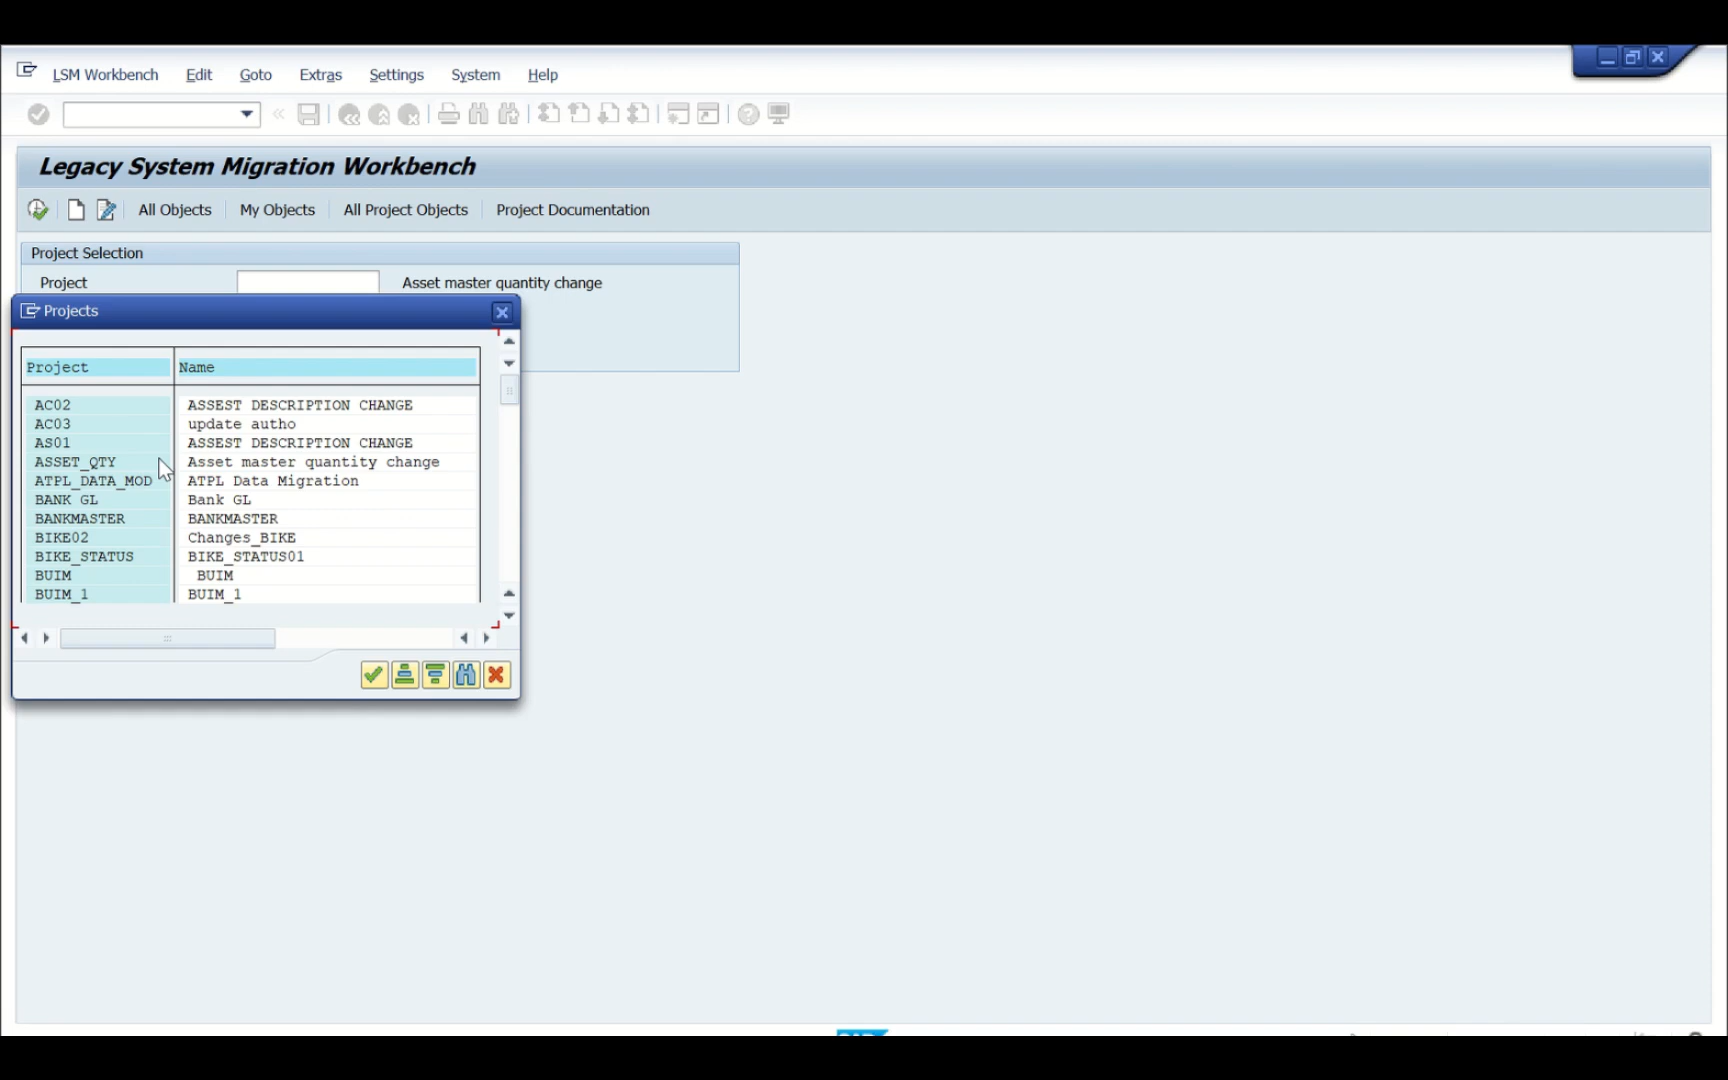 LSM Workbench Edit Goto Extras Settings System Help
Legacy System Migration Workbench
All Objects My Objects All Project Objects Project Documentation
Project Selection
Project Asset master quantity change
Projects
Project Name
AC02 ASSEST DESCRIPTION CHANGE
AC03 update autho
AS01 ASSEST DESCRIPTION CHANGE
ASSET_QTY Asset master quantity change
ATPL_DATA_MOD ATPL Data Migration
BANK GL Bank GL
BANKMASTER BANKMASTER
BIKE02 Changes_BIKE
BIKE_STATUS BIKE_STATUS01
BUIM BUIM
BUIM_1 BUIM_1